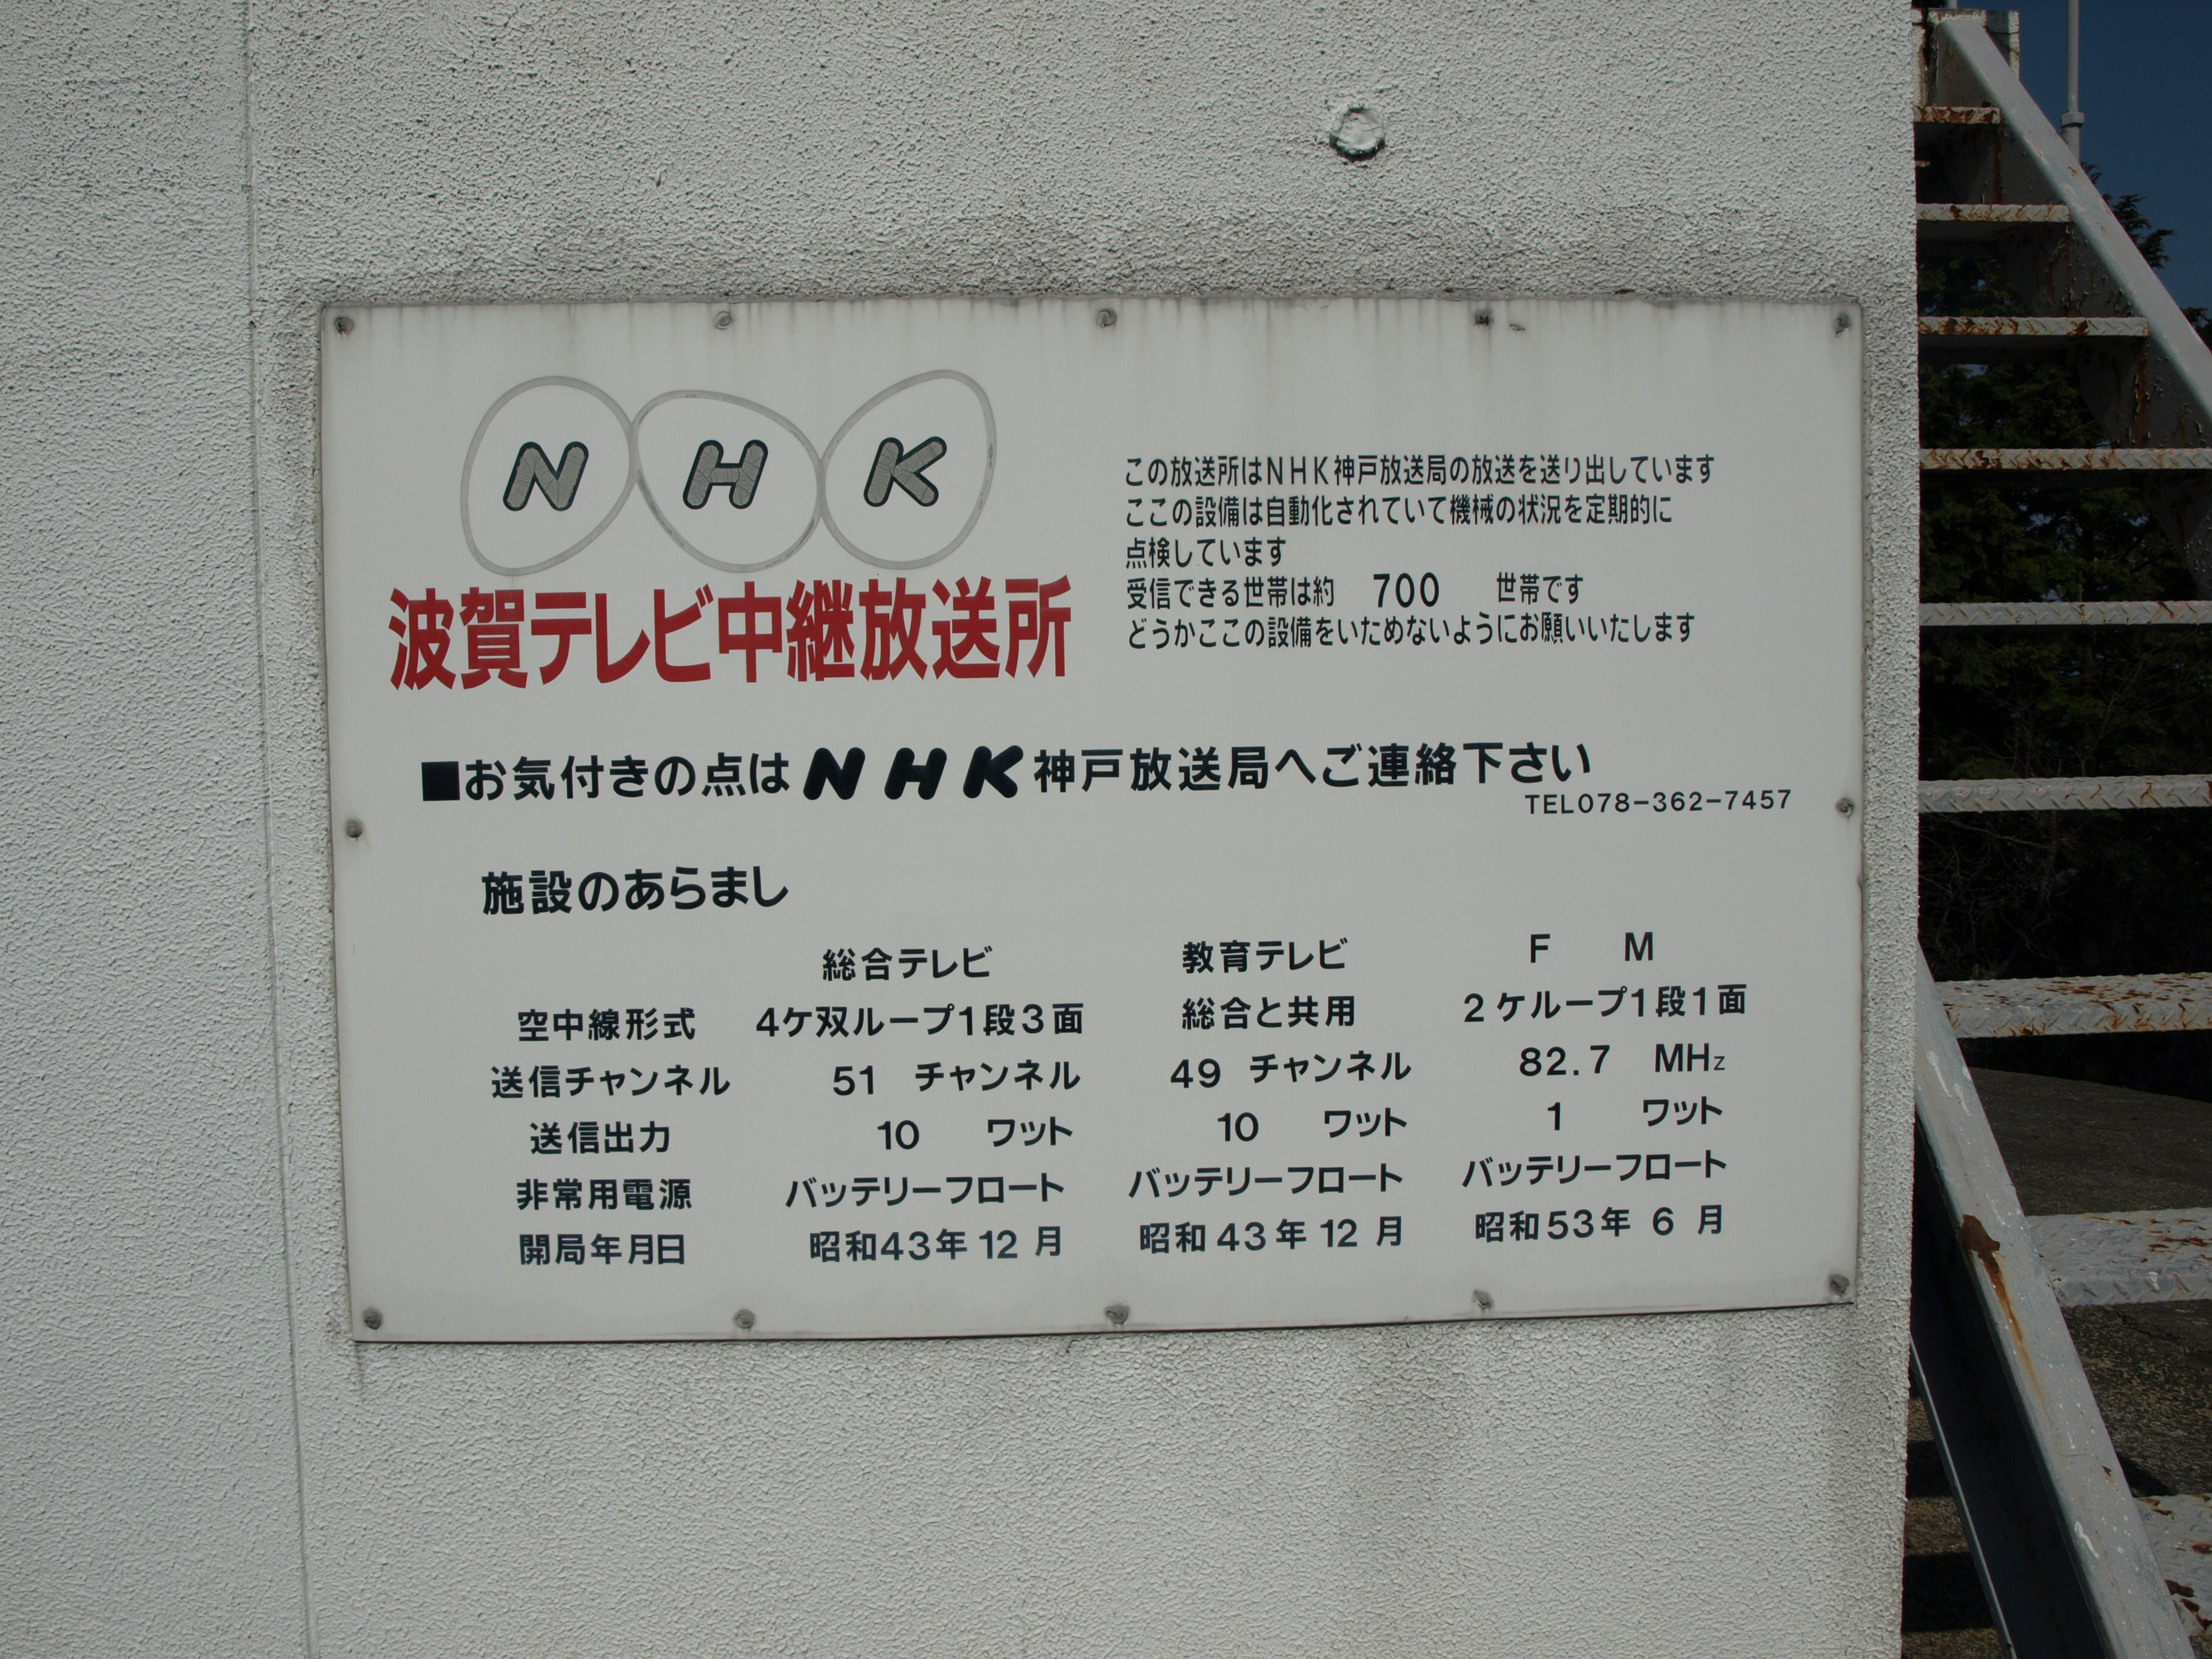 NHK
波賀テレビ中継放送所
この放送所はNHK神戸放送局の放送を送り出しています
ここの設備は自動化されていて機械の状況を定期的に
点検しています
受信できる世帯は約 700 世帯です
どうかここの設備をいためないようにお願いいたします
■お気付きの点はNHK神戸放送局へご連絡下さい
TEL078-362-7457
施設のあらまし
総合テレビ 教育テレビ F M
空中線形式 4ケ双ループ1段3面 総合と共用 2ケループ1段1面
送信チャンネル 51 チャンネル 49 チャンネル 82.7 MHz
送信出力 10 ワット 10 ワット 1 ワット
非常用電源 バッテリーフロート バッテリーフロート バッテリーフロート
開局年月日 昭和43年12月 昭和43年12月 昭和53年6月